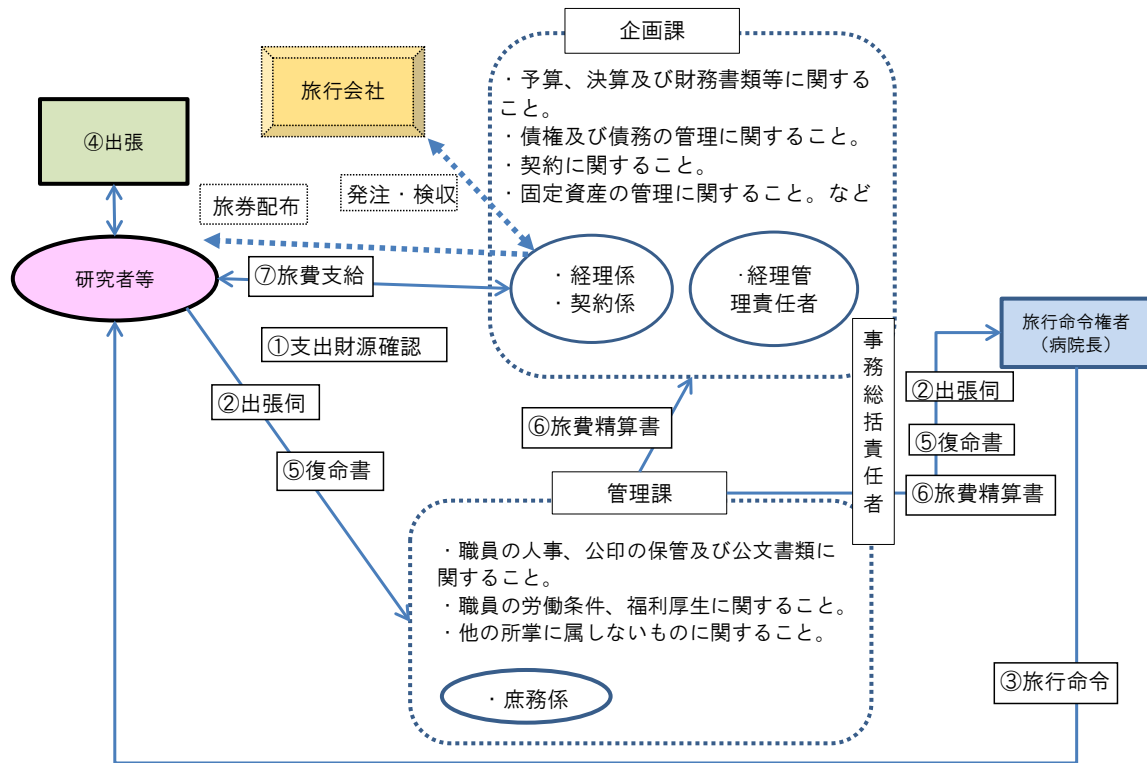 企画課
・予算、決算及び財務書類等に関する
こと。
・債権及び債務の管理に関すること。
・契約に関すること。
・固定資産の管理に関すること。など
旅行会社
④出張
発注・検収
旅券配布
研究者等
⑦旅費支給
・経理係
・契約係
・経理管
理責任者
①支出財源確認
②出張伺
⑤復命書
⑥旅費精算書
事務総括責任者
旅行命令権者
（病院長）
②出張伺
⑤復命書
⑥旅費精算書
管理課
・職員の人事、公印の保管及び公文書類に
関すること。
・職員の労働条件、福利厚生に関すること。
・他の所掌に属しないものに関すること。
・庶務係
③旅行命令